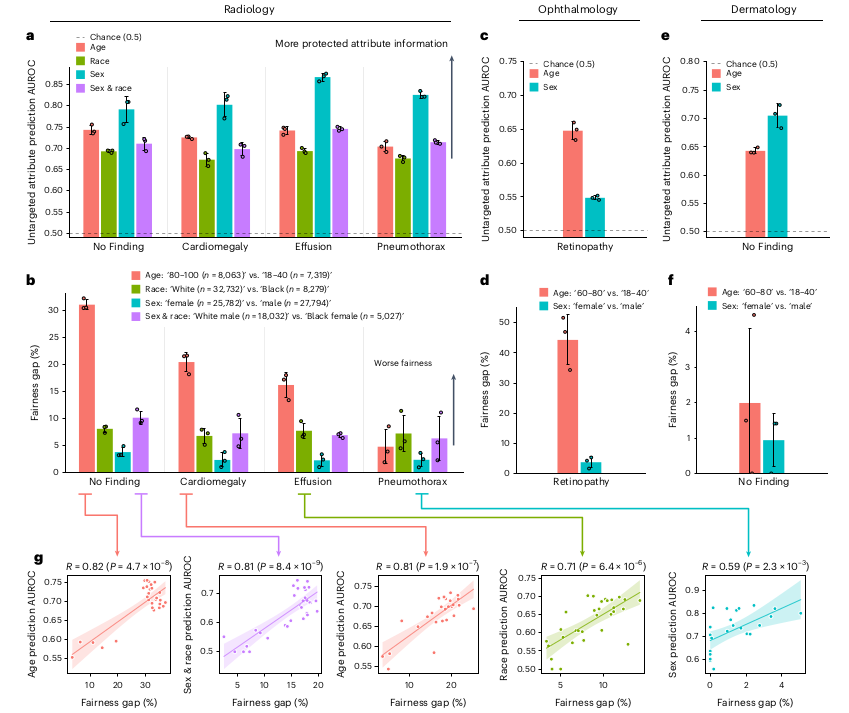 Radiology
Ophthalmology
Dermatology
a
Chance (0.5)
Age
Race
Sex
Sex & race
More protected attribute information
Untargeted attribute prediction AUROC
0.85
0.80
0.75
0.70
0.65
0.60
0.55
0.50
No Finding
Cardiomegaly
Effusion
Pneumothorax
c
Chance (0.5)
Age
Sex
Untargeted attribute prediction AUROC
0.75
0.70
0.65
0.60
0.55
0.50
Retinopathy
e
Chance (0.5)
Age
Sex
Untargeted attribute prediction AUROC
0.80
0.75
0.70
0.65
0.60
0.55
0.50
No Finding
b
Age: ‘80–100 (n = 8,063)’ vs. ‘18–40 (n = 7,319)’
Race: ‘White (n = 32,732)’ vs ‘Black (n = 8,279)’
Sex: ‘female (n = 25,782)’ vs. ‘male (n = 27,794)’
Sex & race: ‘White male (n = 18,032)’ vs ‘Black female (n = 5,027)’
Worse fairness
Fairness gap (%)
30
25
20
15
10
5
0
No Finding
Cardiomegaly
Effusion
Pneumothorax
d
Age: ‘60–80’ vs. ‘18–40’
Sex: ‘female’ vs. ‘male’
Fairness gap (%)
50
40
30
20
10
0
Retinopathy
f
Age: ‘60–80’ vs. ‘18–40’
Sex: ‘female’ vs. ‘male’
Fairness gap (%)
4
3
2
1
0
No Finding
g
R = 0.82 (P = 4.7 × 10⁻⁸)
Age prediction AUROC
0.75
0.70
0.65
0.60
0.55
10
20
30
Fairness gap (%)
R = 0.81 (P = 8.4 × 10⁻⁹)
Sex & race prediction AUROC
0.7
0.6
0.5
5
10
15
20
Fairness gap (%)
R = 0.81 (P = 1.9 × 10⁻⁷)
Age prediction AUROC
0.75
0.70
0.65
0.60
0.55
10
20
Fairness gap (%)
R = 0.71 (P = 6.4 × 10⁻⁶)
Race prediction AUROC
0.75
0.70
0.65
0.60
0.55
0.50
5
10
Fairness gap (%)
R = 0.59 (P = 2.3 × 10⁻³)
Sex prediction AUROC
0.9
0.8
0.7
0.6
0
2
4
Fairness gap (%)